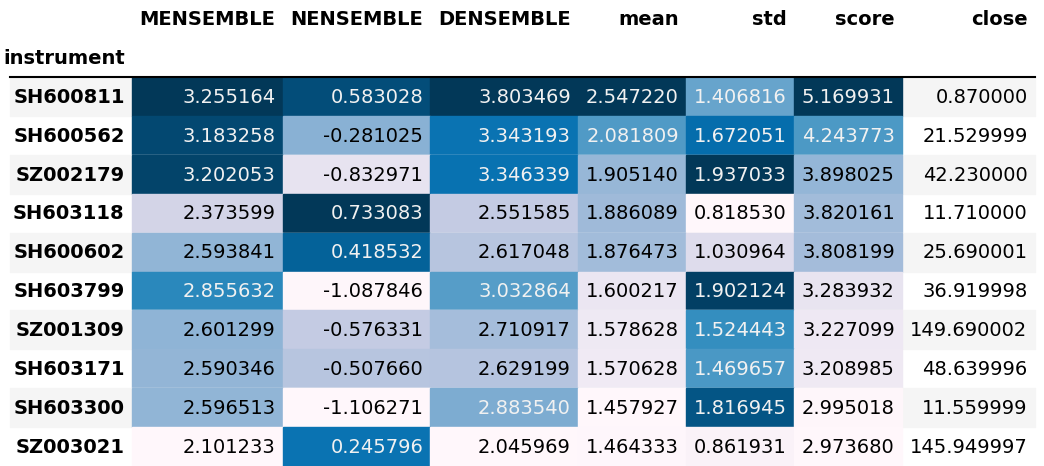 MENSEMBLE NENSEMBLE DENSEMBLE mean std score close
instrument
SH600811 3.255164 0.583028 3.803469 2.547220 1.406816 5.169931 0.870000
SH600562 3.183258 -0.281025 3.343193 2.081809 1.672051 4.243773 21.529999
SZ002179 3.202053 -0.832971 3.346339 1.905140 1.937033 3.898025 42.230000
SH603118 2.373599 0.733083 2.551585 1.886089 0.818530 3.820161 11.710000
SH600602 2.593841 0.418532 2.617048 1.876473 1.030964 3.808199 25.690001
SH603799 2.855632 -1.087846 3.032864 1.600217 1.902124 3.283932 36.919998
SZ001309 2.601299 -0.576331 2.710917 1.578628 1.524443 3.227099 149.690002
SH603171 2.590346 -0.507660 2.629199 1.570628 1.469657 3.208985 48.639996
SH603300 2.596513 -1.106271 2.883540 1.457927 1.816945 2.995018 11.559999
SZ003021 2.101233 0.245796 2.045969 1.464333 0.861931 2.973680 145.949997